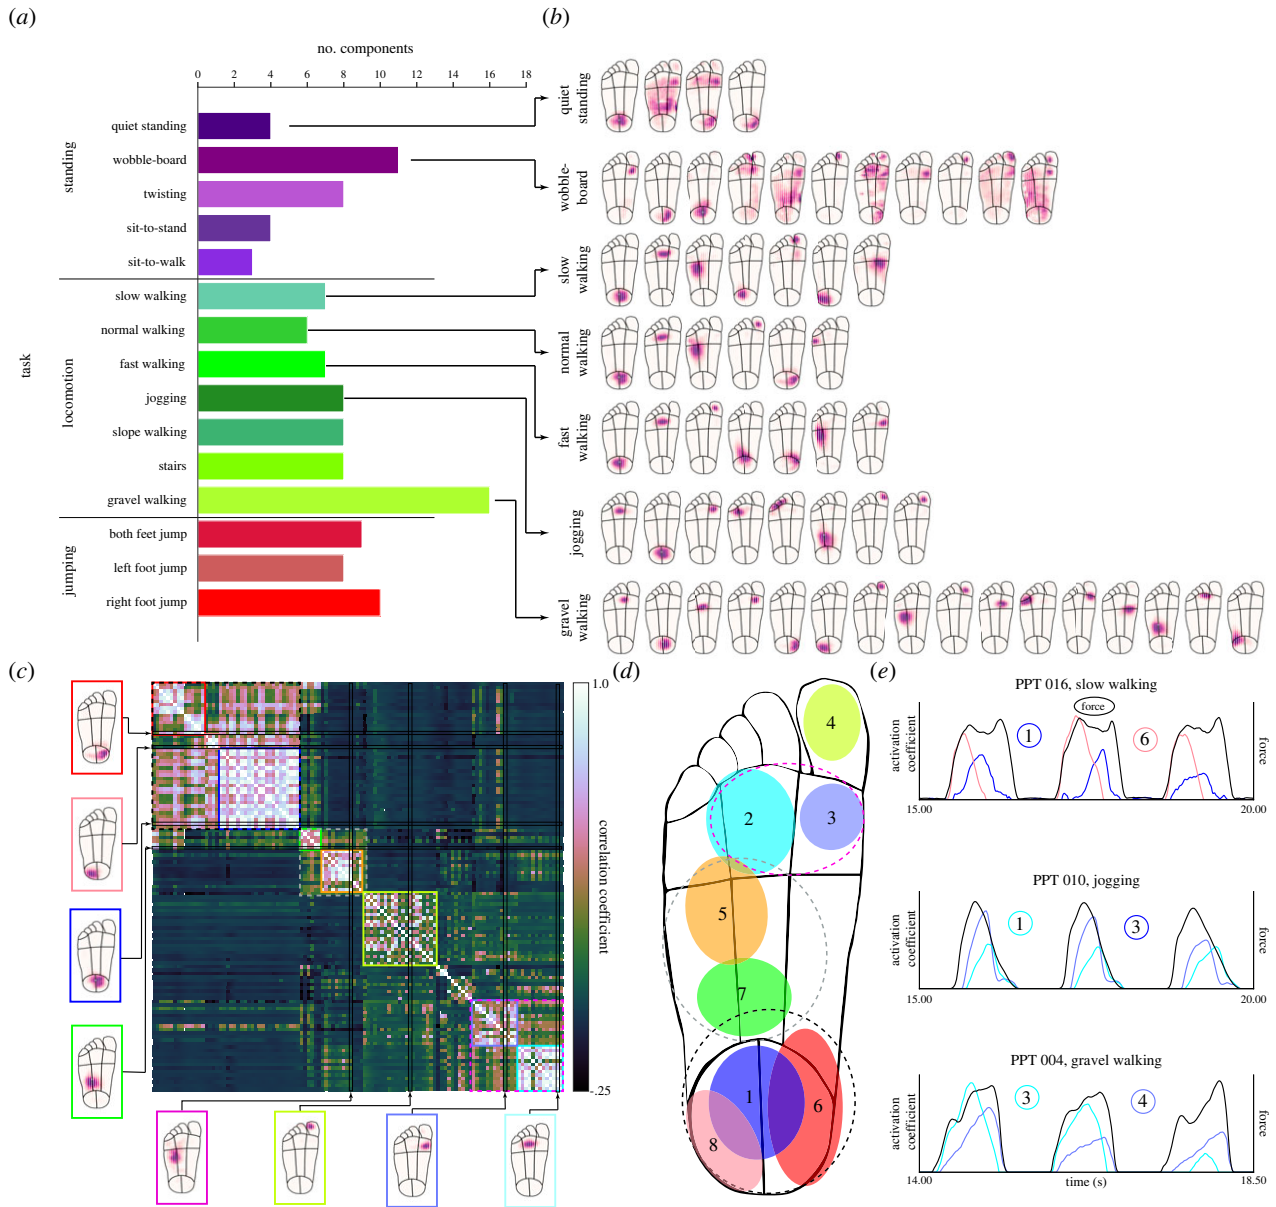 (a)
no. components
0 2 4 6 8 10 12 14 16 18
task
standing
quiet standing
wobble-board
twisting
sit-to-stand
sit-to-walk
locomotion
slow walking
normal walking
fast walking
jogging
slope walking
stairs
gravel walking
jumping
both feet jump
left foot jump
right foot jump
(b)
quiet
standing
wobble-
board
slow
walking
normal
walking
fast
walking
jogging
gravel
walking
(c)
1.0
correlation coefficient
-.25
(d)
4
2
3
5
7
1
6
8
(e)
PPT 016, slow walking
force
1
6
activation
coefficient
force
15.00
20.00
PPT 010, jogging
1
3
activation
coefficient
force
15.00
20.00
PPT 004, gravel walking
3
4
activation
coefficient
force
14.00
time (s)
18.50